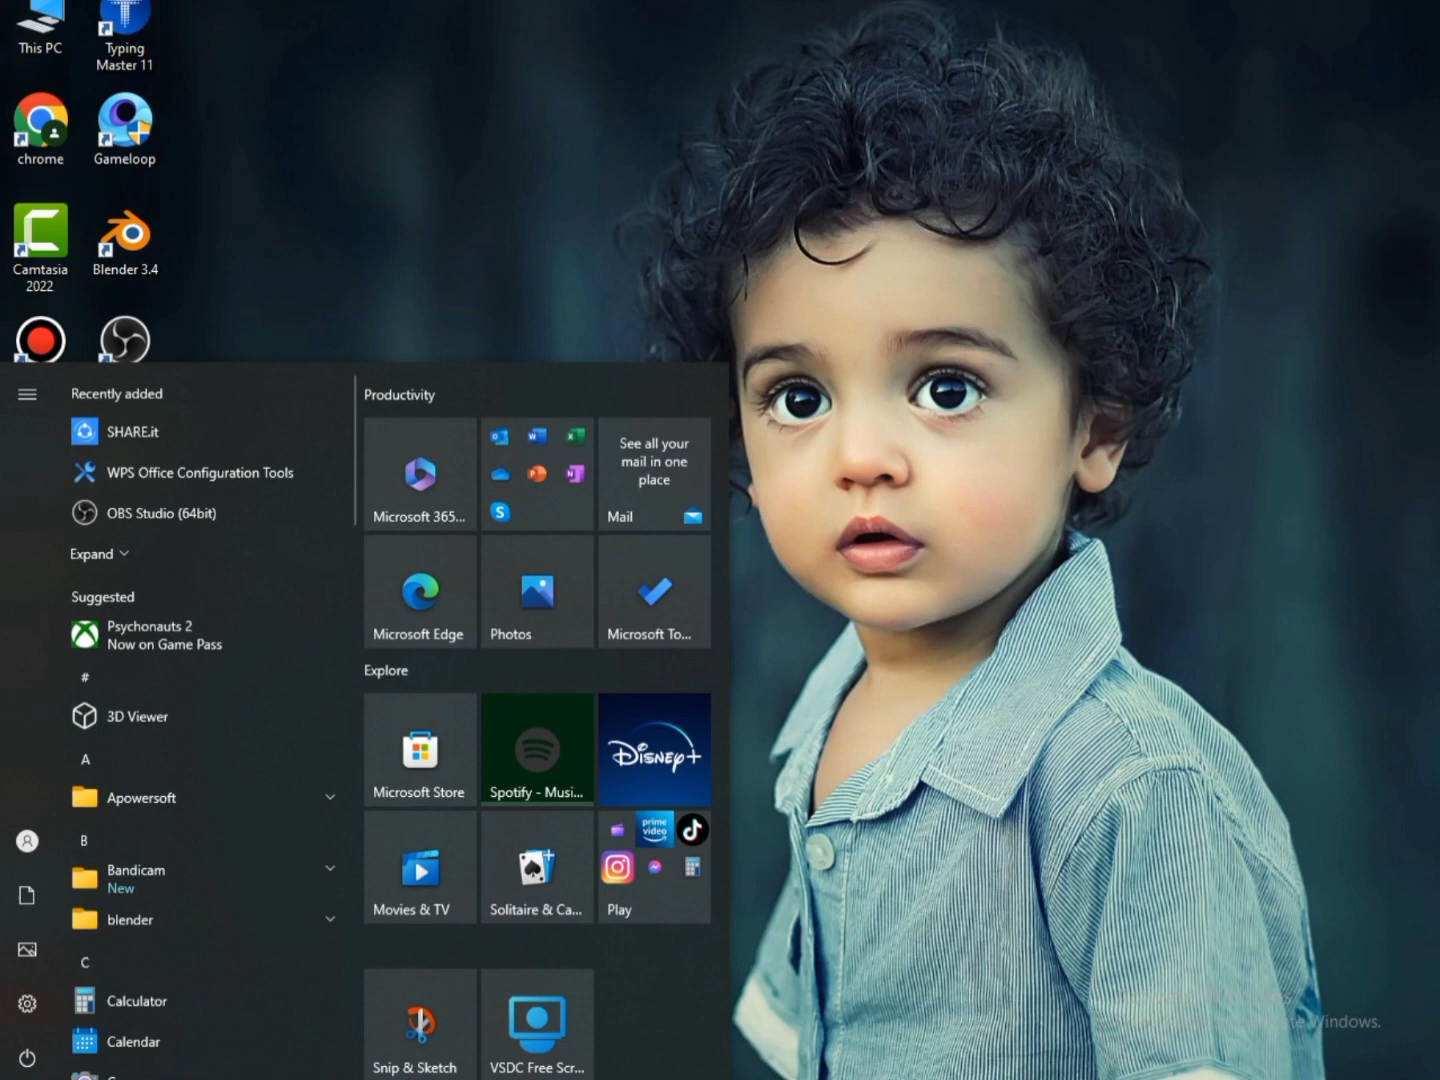 This PC
Typing
Master 11
chrome
Gameloop
Camtasia
2022
Blender 3.4
Recently added
SHARE.it
WPS Office Configuration Tools
OBS Studio (64bit)
Expand
Suggested
Psychonauts 2
Now on Game Pass
#
3D Viewer
A
Apowersoft
B
Bandicam
New
blender
C
Calculator
Calendar
Productivity
Microsoft 365...
See all your
mail in one
place
Mail
Microsoft Edge
Photos
Microsoft To...
Explore
Microsoft Store
Spotify - Musi...
Disney+
Movies & TV
Solitaire & Ca...
prime
video
Play
Snip & Sketch
VSDC Free Scr...
Windows.